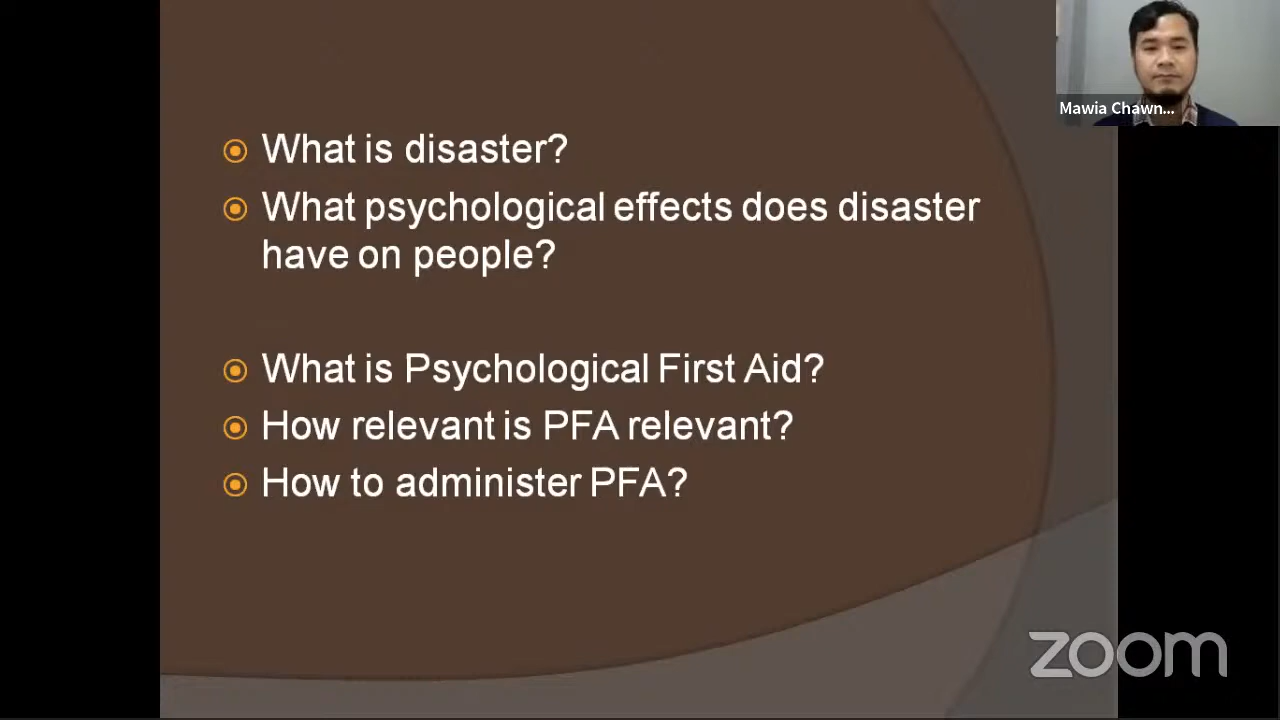 Mawia Chawn...
What is disaster?
What psychological effects does disaster
have on people?
What is Psychological First Aid?
How relevant is PFA relevant?
How to administer PFA?
zoom